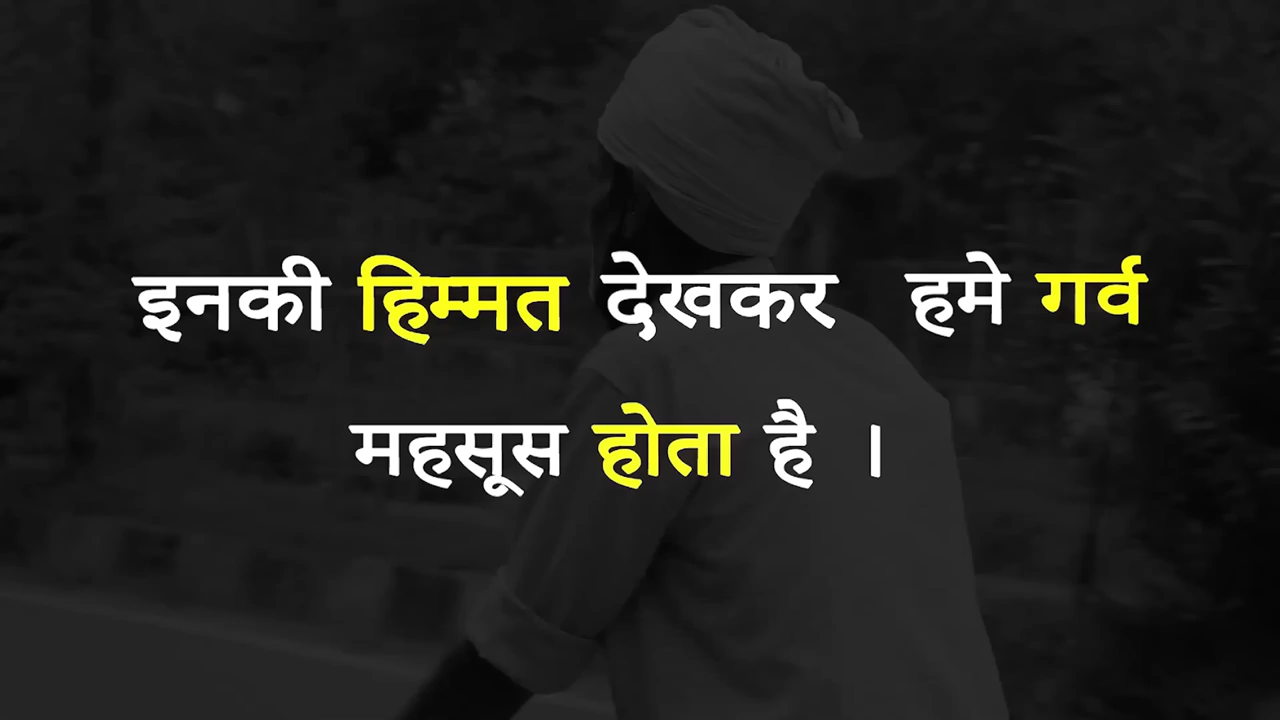 इनकी हिम्मत देखकर हमे गर्व
महसूस होता है ।